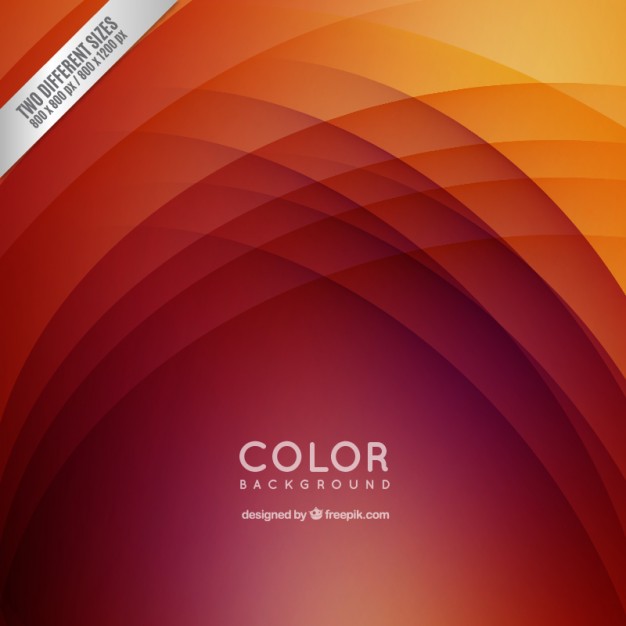 TWO DIFFERENT SIZES
800 x 800 px / 800 x 1200 px
COLOR
BACKGROUND
designed by freepik.com